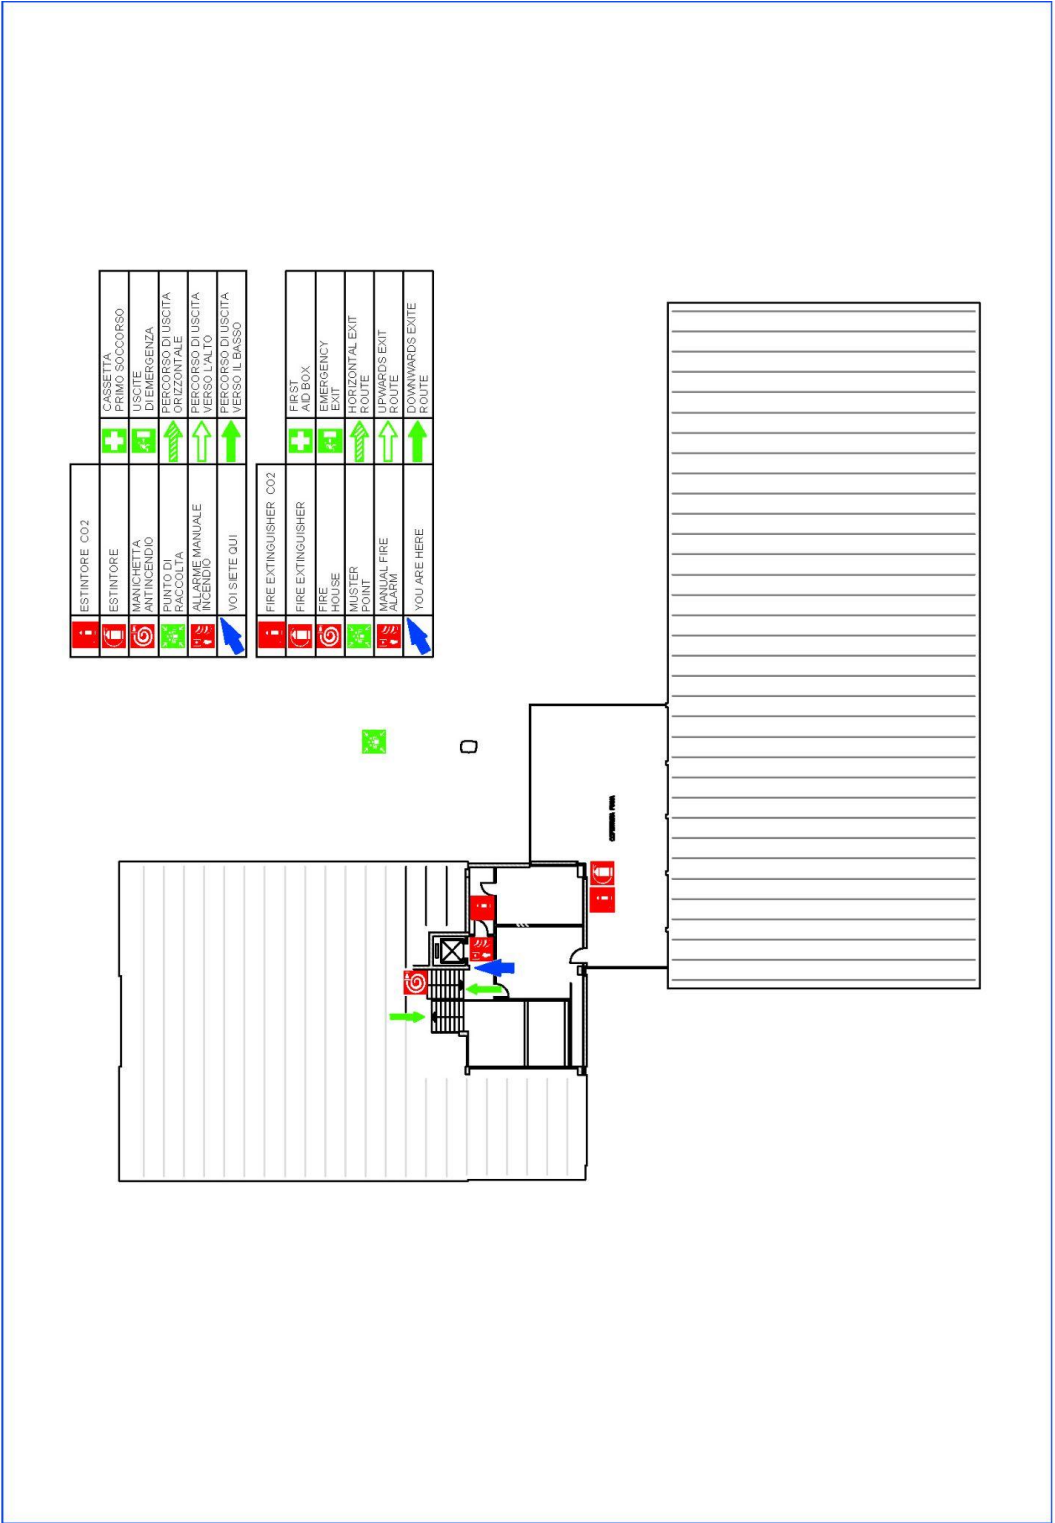 ESTINTORE CO2
ESTINTORE
MANICHETTA
ANTINCENDIO
PUNTO DI
RACCOLTA
ALLARME MANUALE
INCENDIO
VOI SIETE QUI
CASSETTA
PRIMO SOCCORSO
USCITE
DI EMERGENZA
PERCORSO DI USCITA
ORIZZONTALE
PERCORSO DI USCITA
VERSO L'ALTO
PERCORSO DI USCITA
VERSO IL BASSO
FIRE EXTINGUISHER CO2
FIRE EXTINGUISHER
FIRE
HOUSE
MUSTER
POINT
MANUAL FIRE
ALARM
YOU ARE HERE
FIRST
AID BOX
EMERGENCY
EXIT
HORIZONTAL EXIT
ROUTE
UPWARDS EXIT
ROUTE
DOWNWARDS EXITE
ROUTE